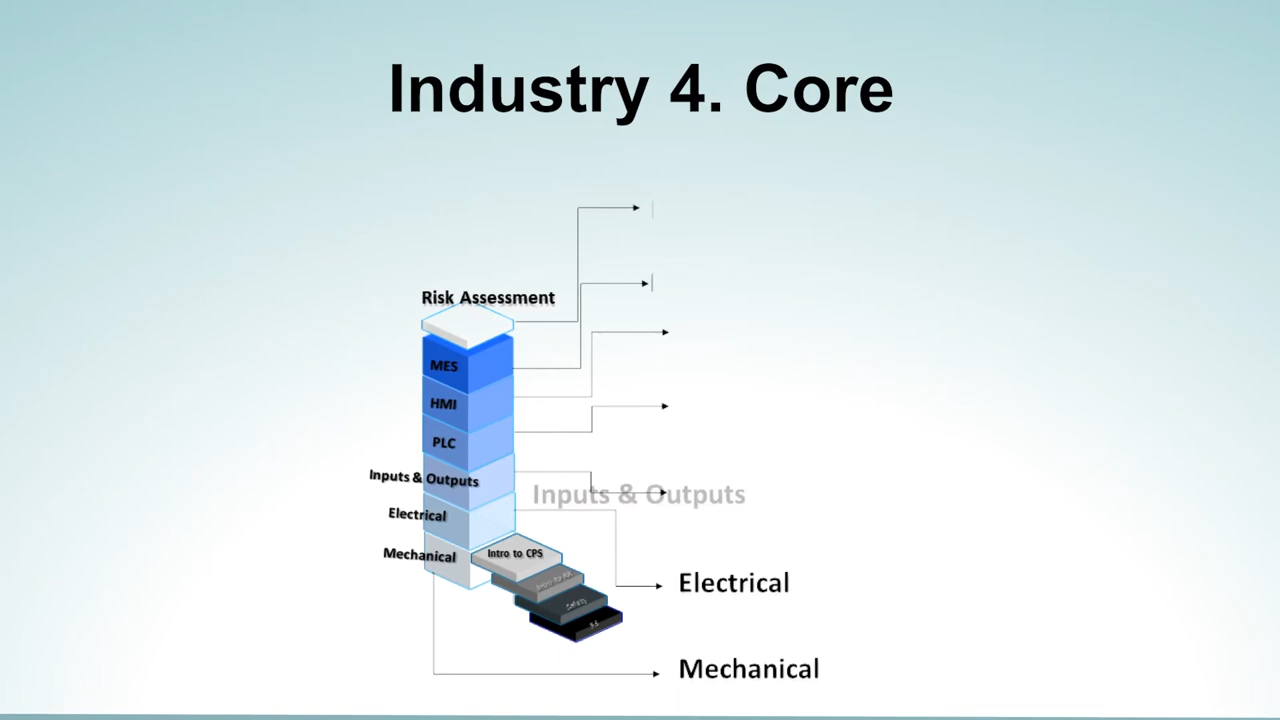 Industry 4. Core
Risk Assessment
MES
HMI
PLC
Inputs & Outputs
Inputs & Outputs
Electrical
Mechanical
Intro to CPS
Safety
Electrical
Mechanical